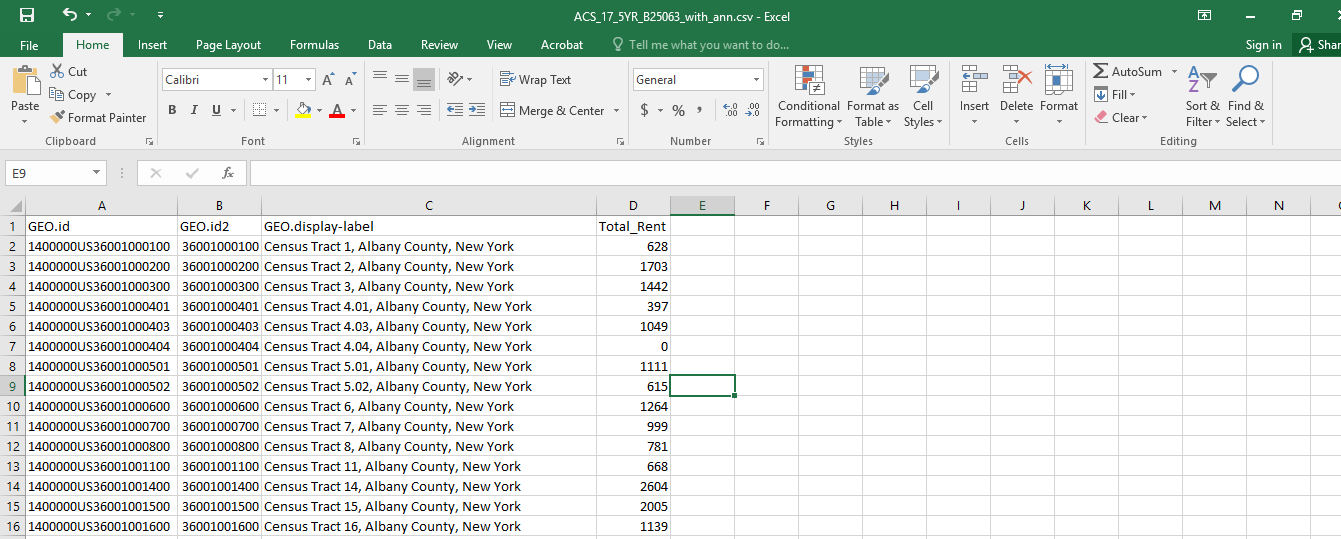 ACS_17_5YR_B25063_with_ann.csv - Excel
File Home Insert Page Layout Formulas Data Review View Acrobat Tell me what you want to do... Sign in Shar
Cut
Copy
Format Painter
Paste
Clipboard
Calibri 11
B I U
Font
Wrap Text
Merge & Center
Alignment
General
$ % ,
Number
Conditional Formatting
Format as Table
Cell Styles
Styles
Insert Delete Format
Cells
AutoSum
Fill
Clear
Sort & Filter
Find & Select
Editing
E9 fx
A B C D E F G H I J K L M N
1 GEO.id GEO.id2 GEO.display-label Total_Rent
2 1400000US36001000100 36001000100 Census Tract 1, Albany County, New York 628
3 1400000US36001000200 36001000200 Census Tract 2, Albany County, New York 1703
4 1400000US36001000300 36001000300 Census Tract 3, Albany County, New York 1442
5 1400000US36001000401 36001000401 Census Tract 4.01, Albany County, New York 397
6 1400000US36001000403 36001000403 Census Tract 4.03, Albany County, New York 1049
7 1400000US36001000404 36001000404 Census Tract 4.04, Albany County, New York 0
8 1400000US36001000501 36001000501 Census Tract 5.01, Albany County, New York 1111
9 1400000US36001000502 36001000502 Census Tract 5.02, Albany County, New York 615
10 1400000US36001000600 36001000600 Census Tract 6, Albany County, New York 1264
11 1400000US36001000700 36001000700 Census Tract 7, Albany County, New York 999
12 1400000US36001000800 36001000800 Census Tract 8, Albany County, New York 781
13 1400000US36001001100 36001001100 Census Tract 11, Albany County, New York 668
14 1400000US36001001400 36001001400 Census Tract 14, Albany County, New York 2604
15 1400000US36001001500 36001001500 Census Tract 15, Albany County, New York 2005
16 1400000US36001001600 36001001600 Census Tract 16, Albany County, New York 1139